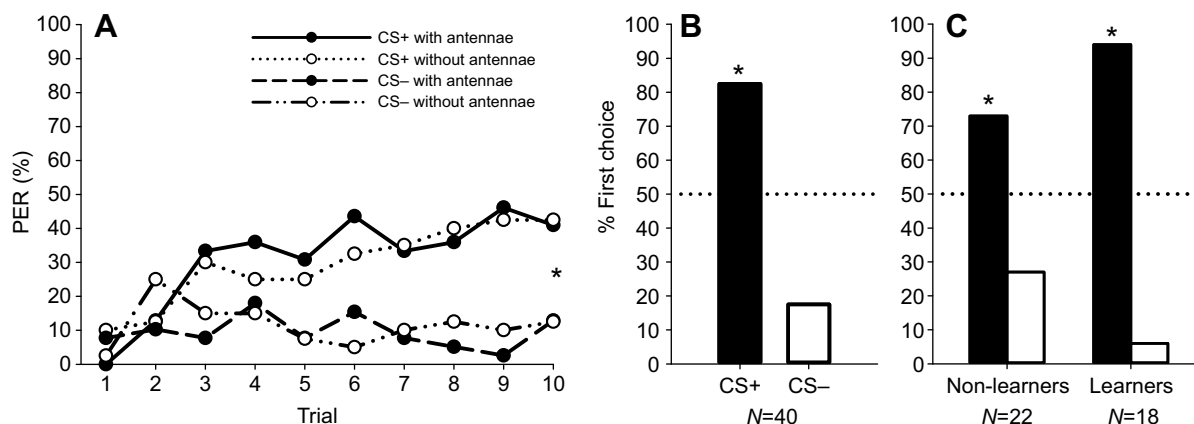 A
PER (%)
100
90
80
70
60
50
40
30
20
10
0
CS+ with antennae
CS+ without antennae
CS– with antennae
CS– without antennae
*
1 2 3 4 5 6 7 8 9 10
Trial
B
% First choice
100
90
80
70
60
50
40
30
20
10
0
*
CS+ CS–
N=40
C
100
90
80
70
60
50
40
30
20
10
0
*
*
Non-learners Learners
N=22 N=18